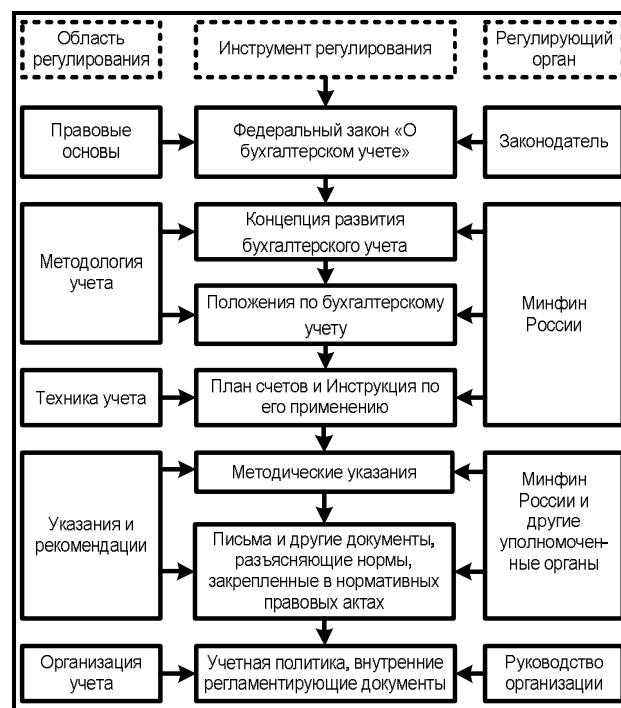 Область
регулирования
Инструмент регулирования
Регулирующий
орган
Правовые
основы
Федеральный закон «О
бухгалтерском учете»
Законодатель
Методология
учета
Концепция развития
бухгалтерского учета
Положения по бухгалтерскому
учету
Минфин
России
Техника учета
План счетов и Инструкция по
его применению
Указания и
рекомендации
Методические указания
Письма и другие документы,
разъясняющие нормы,
закрепленные в нормативных
правовых актах
Минфин
России и
другие
уполномочен-
ные органы
Организация
учета
Учетная политика, внутренние
регламентирующие документы
Руководство
организации